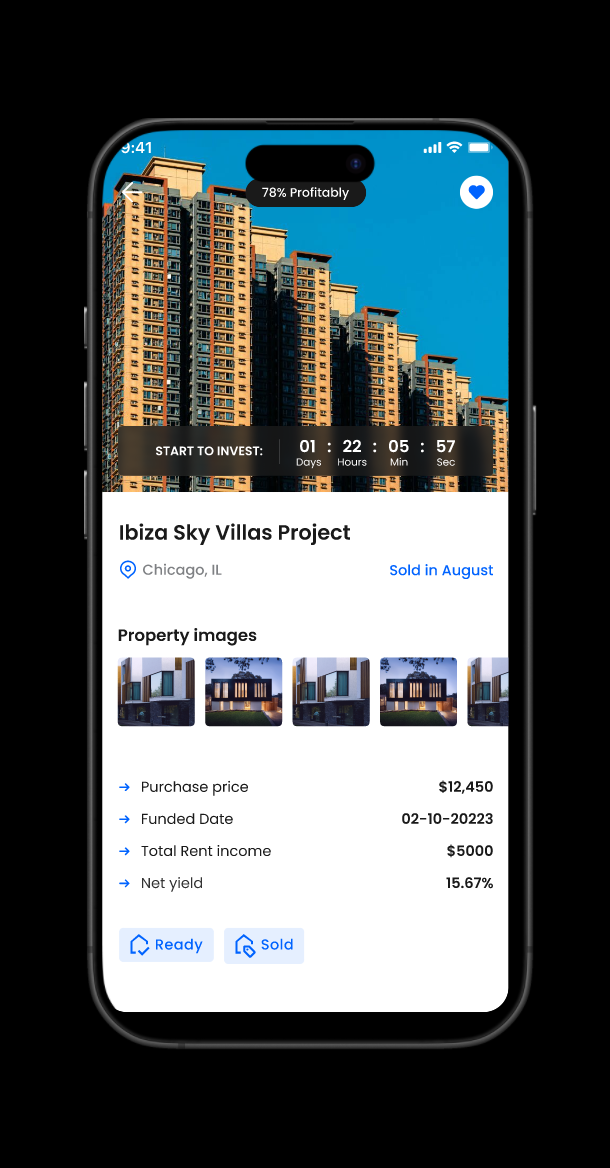 9:41
78% Profitably
START TO INVEST:
01 : 22 : 05 : 57
Days Hours Min Sec
Ibiza Sky Villas Project
Chicago, IL
Sold in August
Property images
Purchase price $12,450
Funded Date 02-10-20223
Total Rent income $5000
Net yield 15.67%
Ready Sold